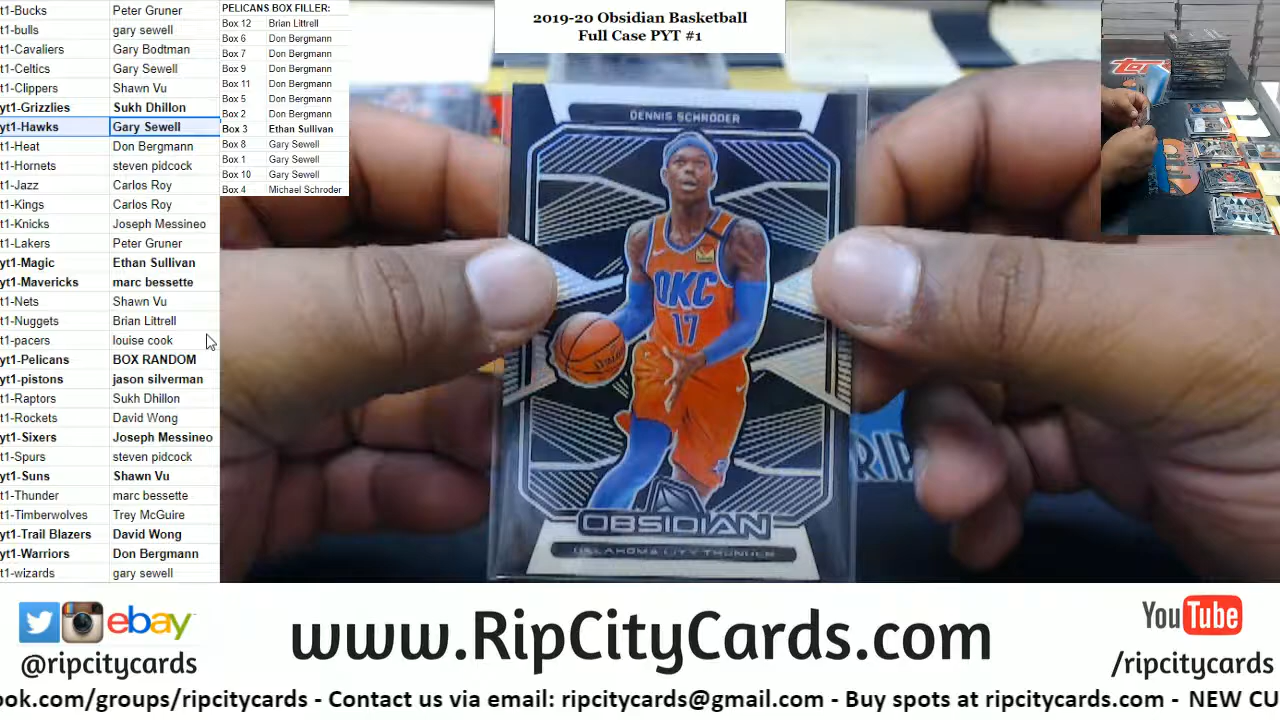 t1-Bucks Peter Gruner
t1-bulls gary sewell
t1-Cavaliers Gary Bodtman
t1-Celtics Gary Sewell
t1-Clippers Shawn Vu
yt1-Grizzlies Sukh Dhillon
yt1-Hawks Gary Sewell
t1-Heat Don Bergmann
t1-Hornets steven pidcock
t1-Jazz Carlos Roy
t1-Kings Carlos Roy
t1-Knicks Joseph Messineo
t1-Lakers Peter Gruner
yt1-Magic Ethan Sullivan
yt1-Mavericks marc bessette
t1-Nets Shawn Vu
t1-Nuggets Brian Littrell
t1-pacers louise cook
yt1-Pelicans BOX RANDOM
yt1-pistons jason silverman
t1-Raptors Sukh Dhillon
t1-Rockets David Wong
yt1-Sixers Joseph Messineo
t1-Spurs steven pidcock
yt1-Suns Shawn Vu
t1-Thunder marc bessette
t1-Timberwolves Trey McGuire
yt1-Trail Blazers David Wong
yt1-Warriors Don Bergmann
t1-wizards gary sewell
PELICANS BOX FILLER:
Box 12 Brian Littrell
Box 6 Don Bergmann
Box 7 Don Bergmann
Box 9 Don Bergmann
Box 11 Don Bergmann
Box 5 Don Bergmann
Box 2 Don Bergmann
Box 3 Ethan Sullivan
Box 8 Gary Sewell
Box 1 Gary Sewell
Box 10 Gary Sewell
Box 4 Michael Schroder
2019-20 Obsidian Basketball
Full Case PYT #1
DENNIS SCHRÖDER
OKC
17
OBSIDIAN
OKLAHOMA CITY THUNDER
RIP
ebay
@ripcitycards
www.RipCityCards.com
YouTube
/ripcitycards
ook.com/groups/ripcitycards - Contact us via email: ripcitycards@gmail.com - Buy spots at ripcitycards.com - NEW CU